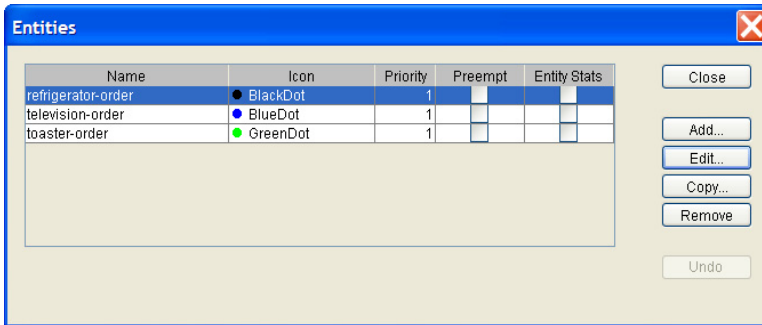 Entities
Name Icon Priority Preempt Entity Stats
refrigerator-order BlackDot 1
television-order BlueDot 1
toaster-order GreenDot 1
Close
Add...
Edit...
Copy...
Remove
Undo